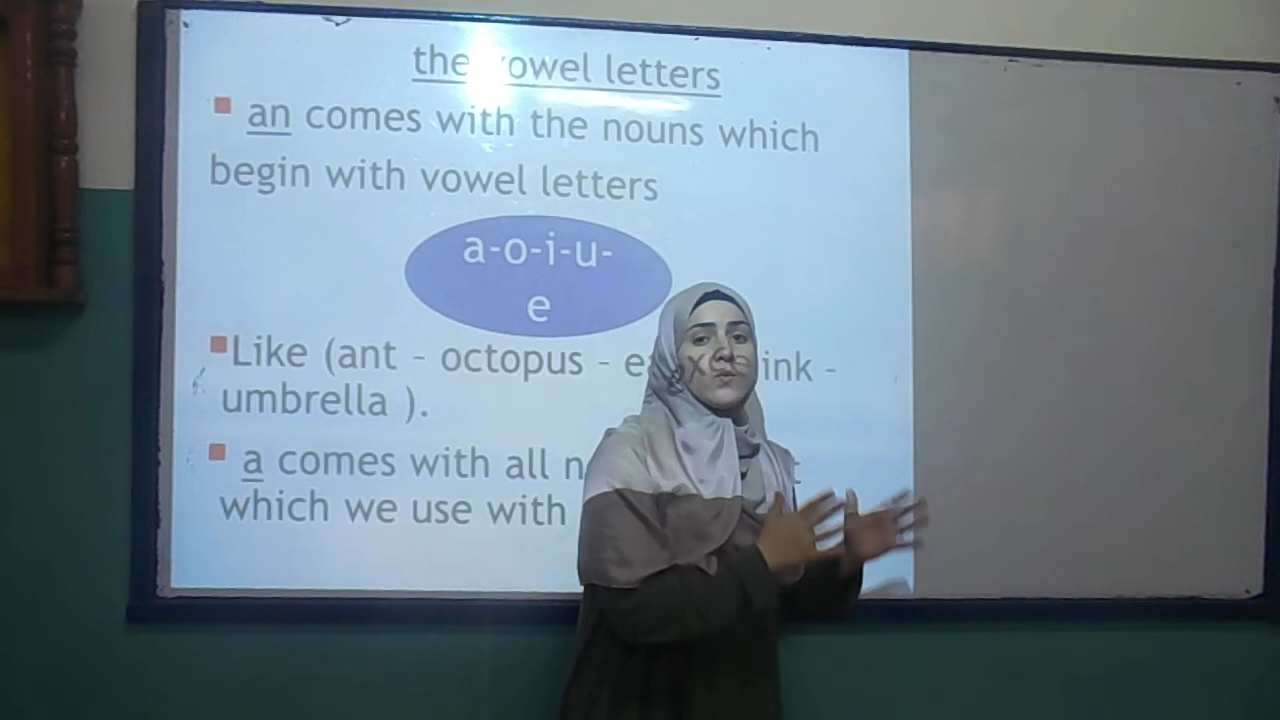 the vowel letters
an comes with the nouns which
begin with vowel letters
a-o-i-u-
e
Like (ant - octopus - ink -
umbrella ).
a comes with all
which we use with